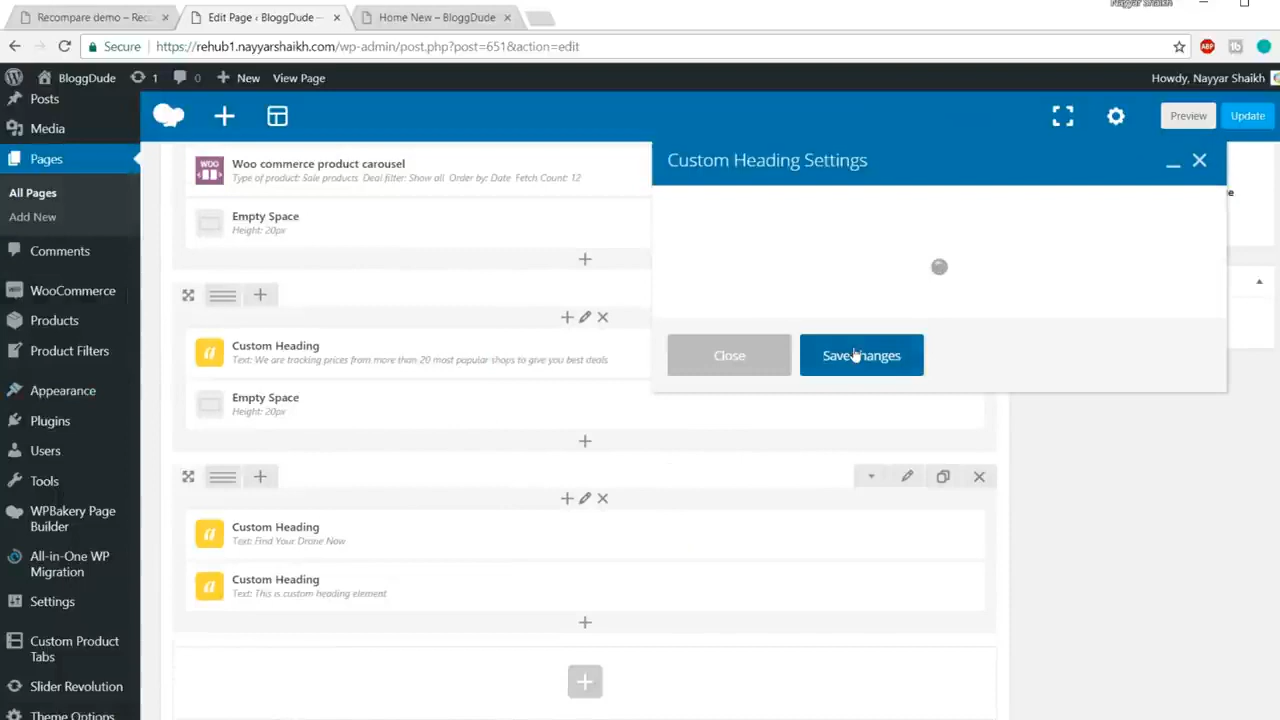 Nayyar Shaikh
Recompare demo – Recu
Edit Page ‹ BloggDude —
Home New – BloggDude
Secure
https://rehub1.nayyarshaikh.com/wp-admin/post.php?post=651&action=edit
ABP
BloggDude
1
0
New
View Page
Howdy, Nayyar Shaikh
Posts
Media
Pages
All Pages
Add New
Comments
WooCommerce
Products
Product Filters
Appearance
Plugins
Users
Tools
WPBakery Page
Builder
All-in-One WP
Migration
Settings
Custom Product
Tabs
Slider Revolution
Theme Options
Preview
Update
WOO
Woo commerce product carousel
Type of product: Sale products Deal filter: Show all Order by: Date Fetch Count: 12
Empty Space
Height: 20px
Custom Heading
Text: We are tracking prices from more than 20 most popular shops to give you best deals
Empty Space
Height: 20px
Custom Heading
Text: Find Your Drone Now
Custom Heading
Text: This is custom heading element
Custom Heading Settings
Close
Save changes